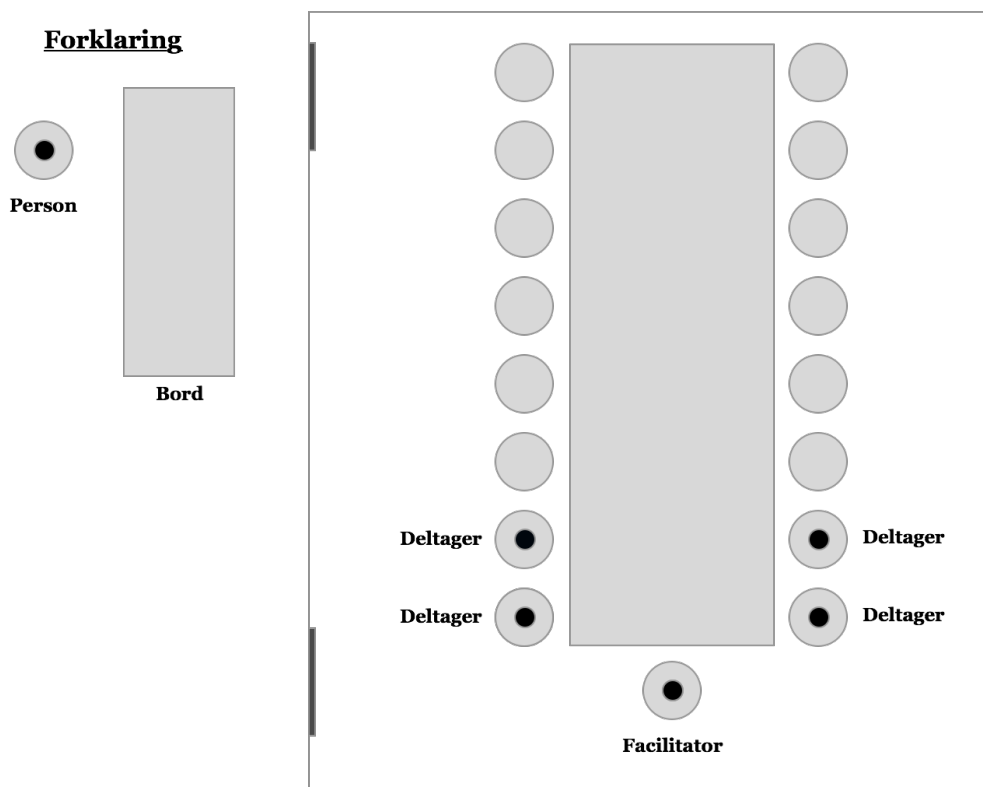 Forklaring
Person
Bord
Deltager
Deltager
Deltager
Deltager
Facilitator